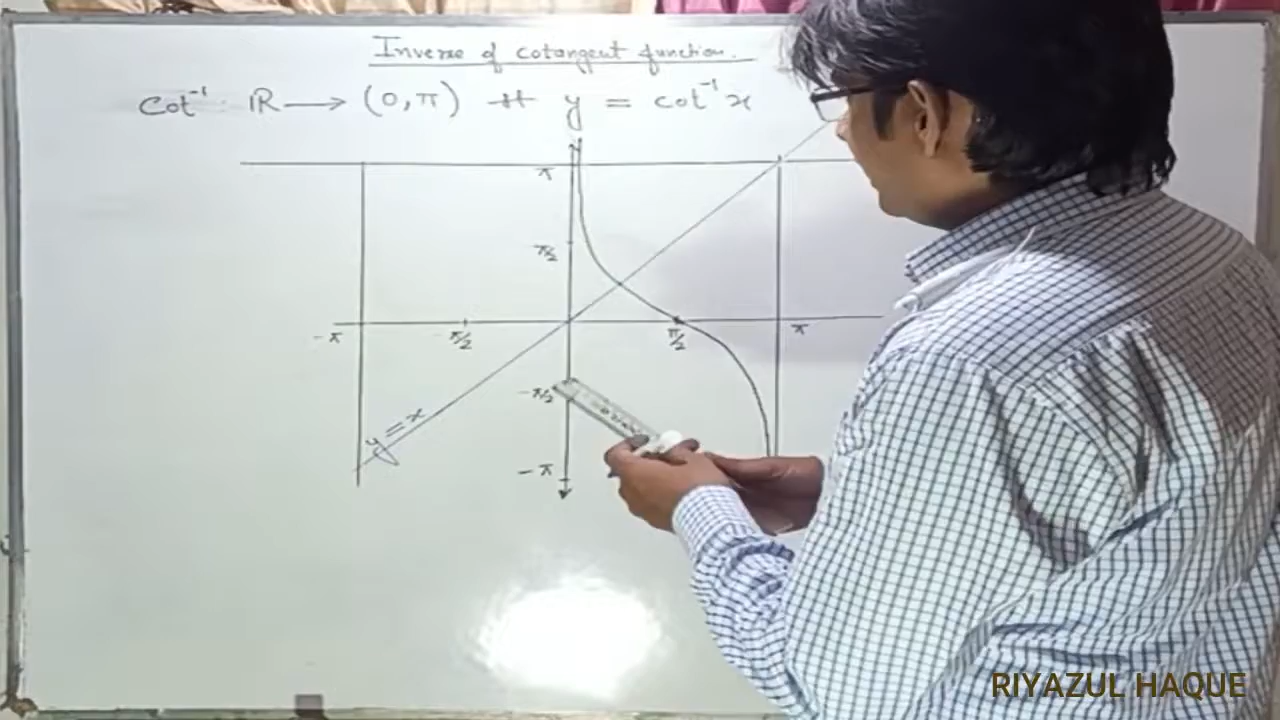 Inverse of cotangent function.
Cot⁻¹ ℝ → (0, π) # y = cot⁻¹ x
π
π/2
-π
-π/2
π/2
π
-π/2
y = x
-π
RIYAZUL HAQUE